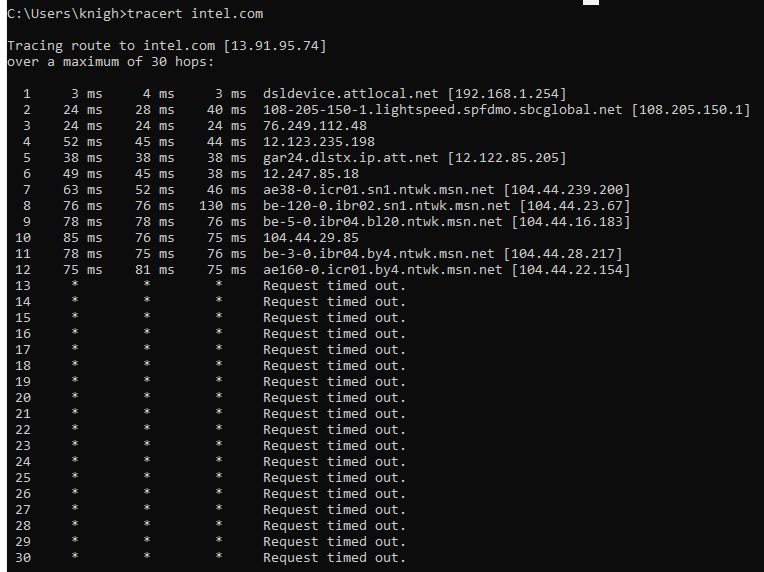 C:\Users\knigh>tracert intel.com
Tracing route to intel.com [13.91.95.74]
over a maximum of 30 hops:
1 3 ms 4 ms 3 ms dsldevice.attlocal.net [192.168.1.254]
2 24 ms 28 ms 40 ms 108-205-150-1.lightspeed.spfdmo.sbcglobal.net [108.205.150.1]
3 24 ms 24 ms 24 ms 76.249.112.48
4 52 ms 45 ms 44 ms 12.123.235.198
5 38 ms 38 ms 38 ms gar24.dlstx.ip.att.net [12.122.85.205]
6 49 ms 45 ms 38 ms 12.247.85.18
7 63 ms 52 ms 46 ms ae38-0.icr01.sn1.ntwk.msn.net [104.44.239.200]
8 76 ms 76 ms 130 ms be-120-0.ibr02.sn1.ntwk.msn.net [104.44.23.67]
9 78 ms 78 ms 76 ms be-5-0.ibr04.bl20.ntwk.msn.net [104.44.16.183]
10 85 ms 76 ms 75 ms 104.44.29.85
11 78 ms 75 ms 76 ms be-3-0.ibr04.by4.ntwk.msn.net [104.44.28.217]
12 75 ms 81 ms 75 ms ae160-0.icr01.by4.ntwk.msn.net [104.44.22.154]
13 * * * Request timed out.
14 * * * Request timed out.
15 * * * Request timed out.
16 * * * Request timed out.
17 * * * Request timed out.
18 * * * Request timed out.
19 * * * Request timed out.
20 * * * Request timed out.
21 * * * Request timed out.
22 * * * Request timed out.
23 * * * Request timed out.
24 * * * Request timed out.
25 * * * Request timed out.
26 * * * Request timed out.
27 * * * Request timed out.
28 * * * Request timed out.
29 * * * Request timed out.
30 * * * Request timed out.